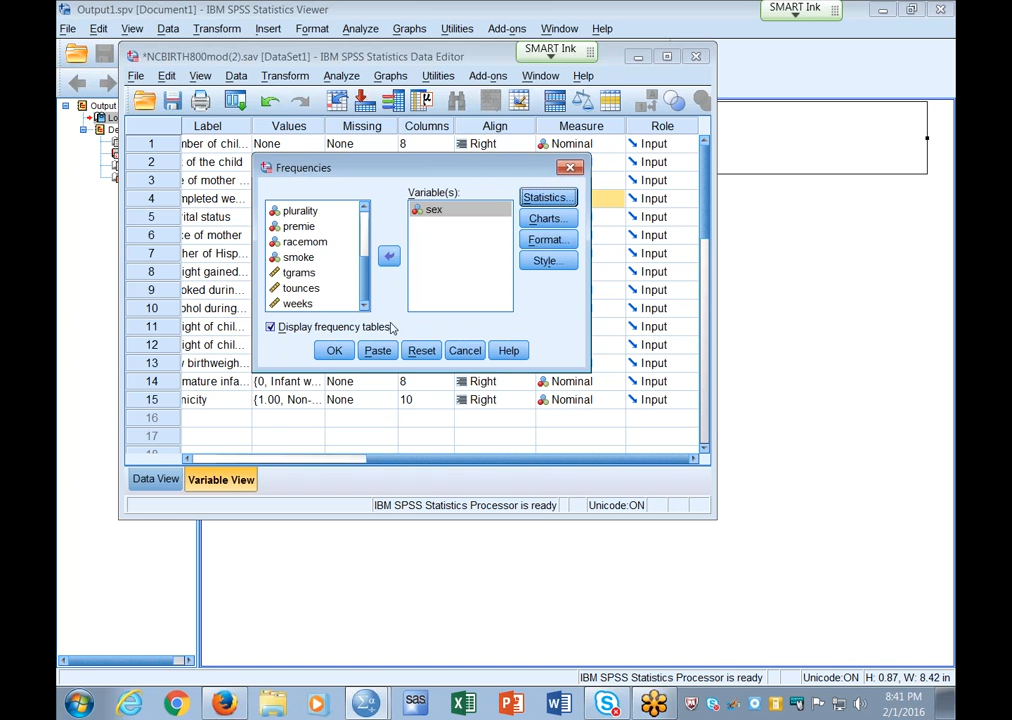 Output1.spv [Document1] - IBM SPSS Statistics Viewer
SMART Ink
File Edit View Data Transform Insert Format Analyze Graphs Utilities Add-ons Window Help
*NCBIRTH800mod(2).sav [DataSet1] - IBM SPSS Statistics Data Editor
SMART Ink
File Edit View Data Transform Analyze Graphs Utilities Add-ons Window Help
Output
Lo
De
Label Values Missing Columns Align Measure Role
1 mber of chil... None None 8 Right Nominal Input
2 of the child Input
3 e of mother Input
4 mpleted we... Input
5 rital status Input
6 ce of mother Input
7 ther of Hisp... Input
8 ight gained... Input
9 oked durin... Input
10 ohol during... Input
11 ight of chil... Input
12 ight of chil... Input
13 w birthweigh... Input
14 mature infa... {0, Infant w... None 8 Right Nominal Input
15 nicity {1.00, Non-... None 10 Right Nominal Input
16
17
Frequencies
Variable(s):
plurality
premie
racemom
smoke
tgrams
tounces
weeks
sex
Statistics...
Charts...
Format...
Style...
Display frequency tables
OK Paste Reset Cancel Help
Data View Variable View
IBM SPSS Statistics Processor is ready Unicode:ON
IBM SPSS Statistics Processor is ready Unicode:ON H: 0.87, W: 8.42 in
sas
8:41 PM
2/1/2016